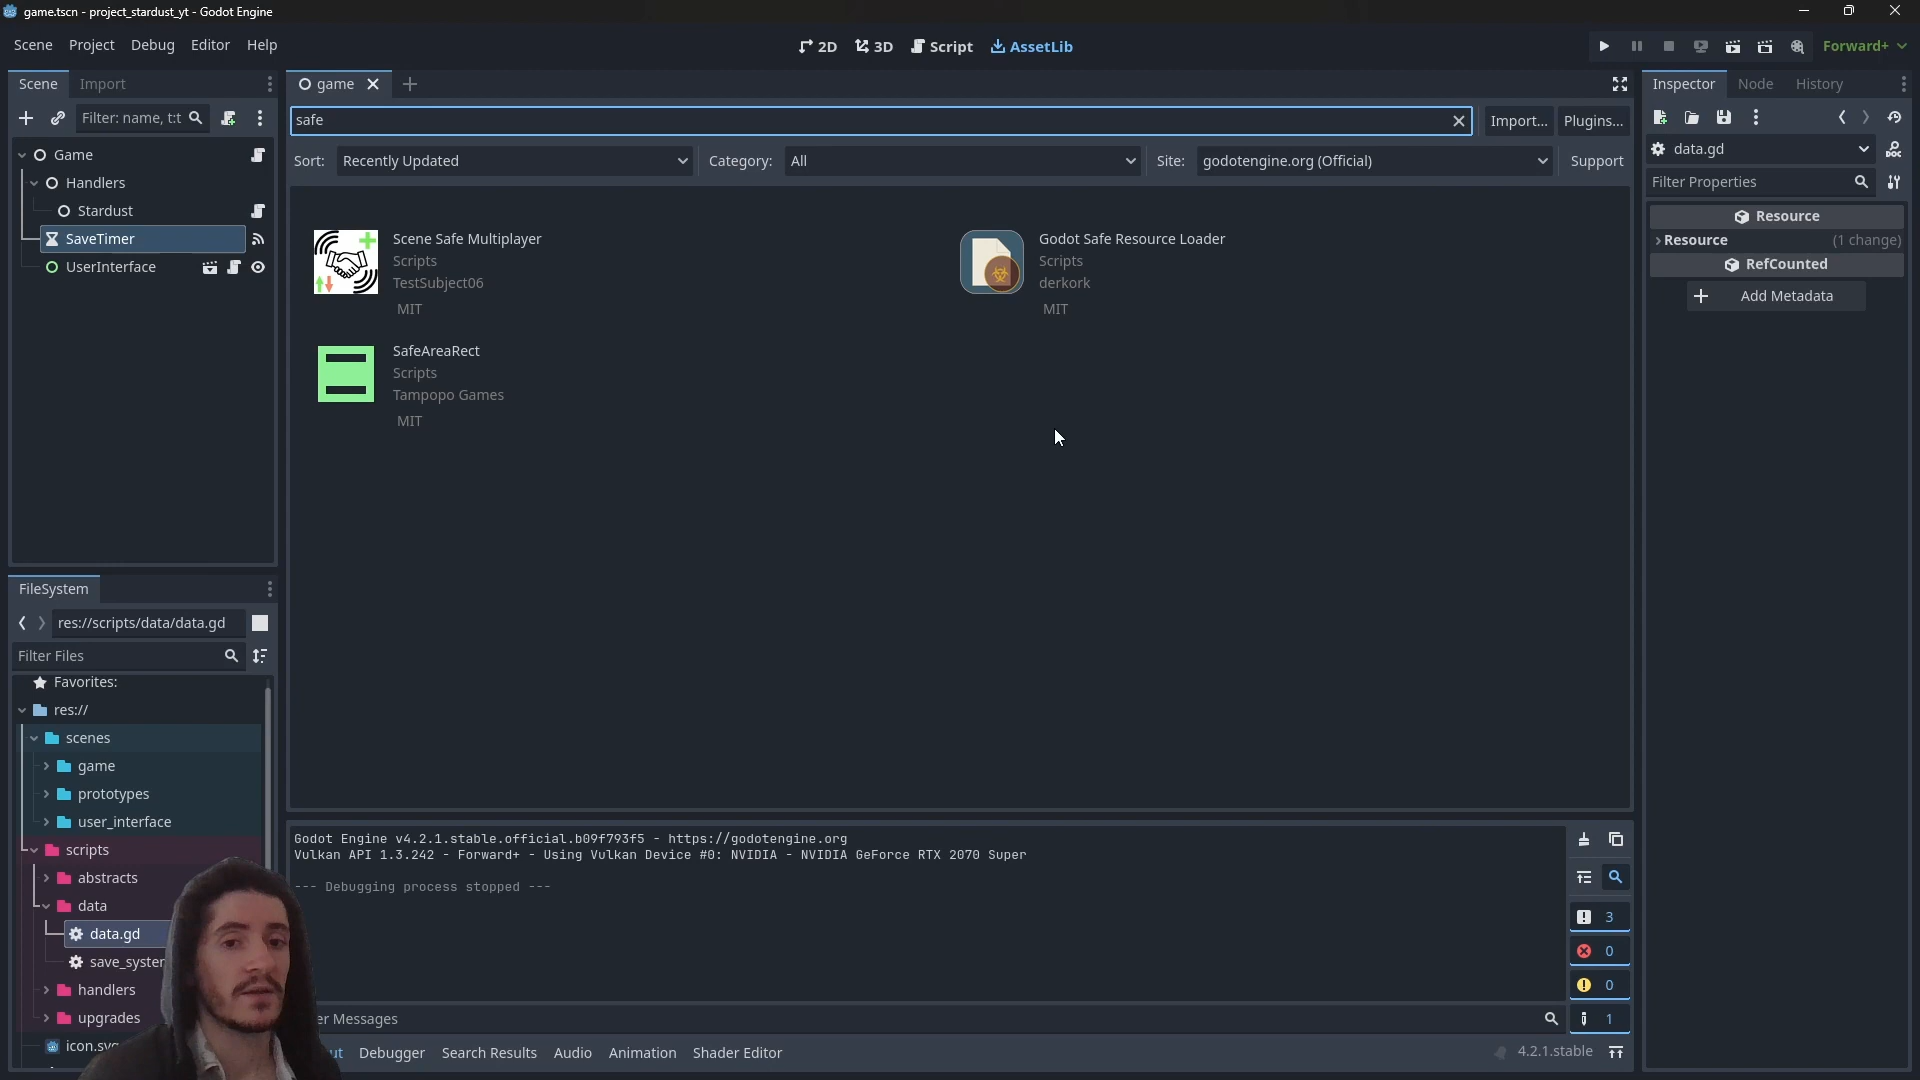 game.tscn - project_stardust_yt - Godot Engine
Scene Project Debug Editor Help
2D 3D Script AssetLib
Forward+
Scene Import
game
Inspector Node History
Filter: name, t:t
safe
Import... Plugins...
data.gd
Sort: Recently Updated Category: All Site: godotengine.org (Official) Support
Filter Properties
Game
Handlers
Stardust
SaveTimer
UserInterface
Scene Safe Multiplayer
Scripts
TestSubject06
MIT
Godot Safe Resource Loader
Scripts
derkork
MIT
SafeAreaRect
Scripts
Tampopo Games
MIT
Resource
Resource (1 change)
RefCounted
Add Metadata
FileSystem
res://scripts/data/data.gd
Filter Files
Favorites:
res://
scenes
game
prototypes
user_interface
scripts
abstracts
data
data.gd
save_syster
handlers
upgrades
icon.svg
Godot Engine v4.2.1.stable.official.b09f793f5 - https://godotengine.org
Vulkan API 1.3.242 - Forward+ - Using Vulkan Device #0: NVIDIA - NVIDIA GeForce RTX 2070 Super
--- Debugging process stopped ---
3
0
0
1
er Messages
ut Debugger Search Results Audio Animation Shader Editor
4.2.1.stable